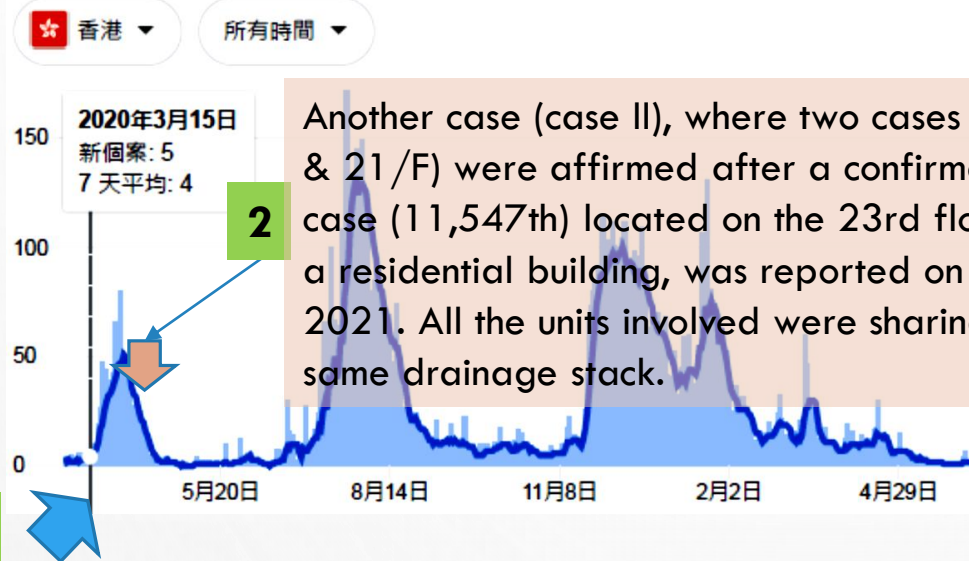 香港
所有時間
2020年3月15日
新個案: 5
7 天平均: 4
150
100
50
0
2
Another case (case II), where two cases
& 21/F) were affirmed after a confirm
case (11,547th) located on the 23rd flo
a residential building, was reported on
2021. All the units involved were sharin
same drainage stack.
5月20日
8月14日
11月8日
2月2日
4月29日